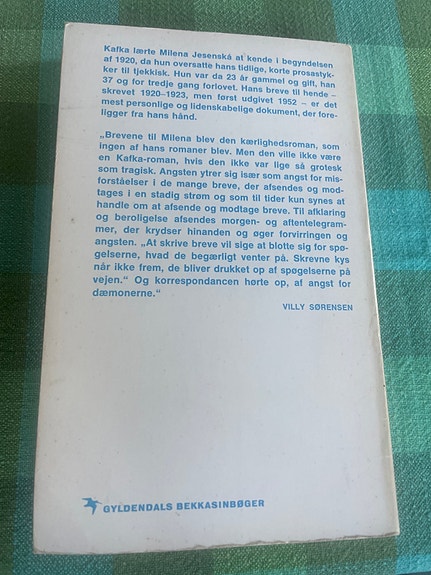 Kafka lærte Milena Jesenská at kende i begyndelsen
af 1920, da hun oversatte hans tidlige, korte prosastyk-
ker til tjekkisk. Hun var da 23 år gammel og gift, han
37 og for tredje gang forlovet. Hans breve til hende –
skrevet 1920–1923, men først udgivet 1952 – er det
mest personlige og lidenskabelige dokument, der fore-
ligger fra hans hånd.
„Brevene til Milena blev den kærlighedsroman, som
ingen af hans romaner blev. Men den ville ikke være
en Kafka-roman, hvis den ikke var lige så grotesk
som tragisk. Angsten ytrer sig især som angst for mis-
forståelser i de mange breve, der afsendes og mod-
tages i en stadig strøm og som til tider kun synes at
handle om at afsende og modtage breve. Til afklaring
og beroligelse afsendes morgen- og aftentelegram-
mer, der krydser hinanden og øger forvirringen og
angsten. „At skrive breve vil sige at blotte sig for spø-
gelserne, hvad de begærligt venter på. Skrevne kys
når ikke frem, de bliver drukket op af spøgelserne på
vejen.“ Og korrespondancen hørte op, af angst for
dæmonerne.“
VILLY SØRENSEN
GYLDENDALS BEKKASINBØGER